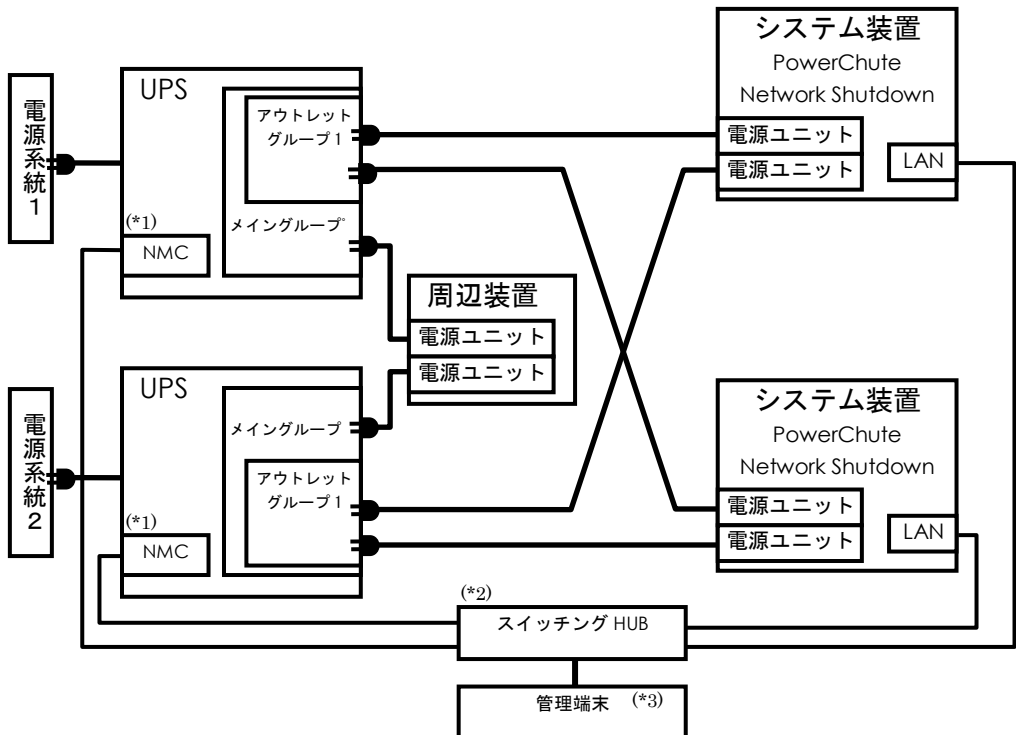 電源系統1
UPS
アウトレット
グループ1
メイングループ
(*1)
NMC
システム装置
PowerChute
Network Shutdown
電源ユニット
電源ユニット
LAN
周辺装置
電源ユニット
電源ユニット
電源系統2
UPS
メイングループ
アウトレット
グループ1
(*1)
NMC
システム装置
PowerChute
Network Shutdown
電源ユニット
電源ユニット
LAN
(*2)
スイッチング HUB
管理端末 (*3)